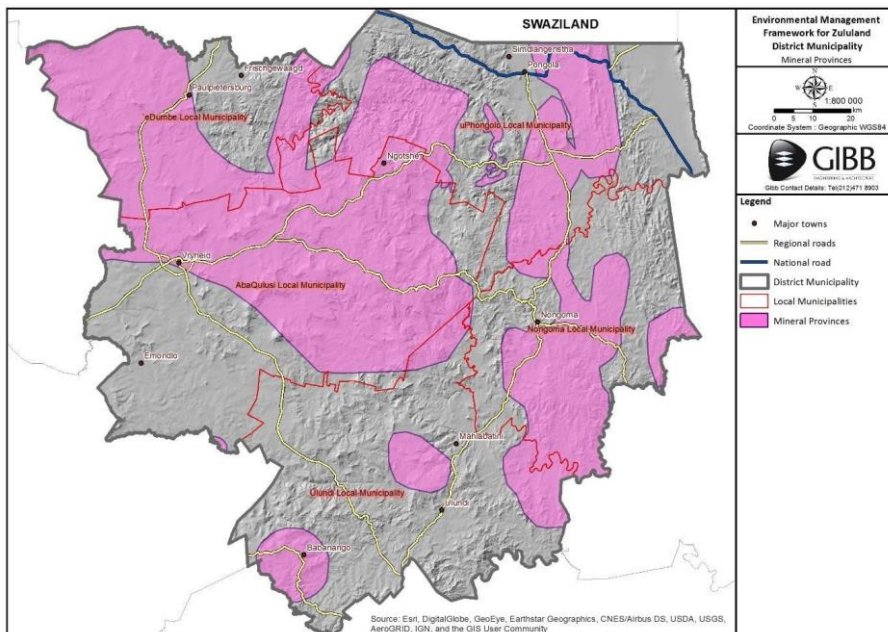 SWAZILAND
Simdlangentsha
Pongola
Frischgewaagd
Paulpietersburg
eDumbe Local Municipality
uPhongolo Local Municipality
Ngotshe
Vryheid
AbaQulusi Local Municipality
Nongoma
Nongoma Local Municipality
Emondlo
Mahlabatini
Ulundi Local Municipality
Ulundi
Babanango
Source: Esri, DigitalGlobe, GeoEye, Earthstar Geographics, CNES/Airbus DS, USDA, USGS,
AeroGRID, IGN, and the GIS User Community
Environmental Management
Framework for Zululand
District Municipality
Mineral Provinces
N
W
E
S
1:800 000
0 5 10 20
km
Coordinate System : Geographic WGS84
GIBB
ENGINEERING & ARCHITECTURE
Gibb Contact Details: Tel(012)471 8903
Legend
Major towns
Regional roads
National road
District Municipality
Local Municipalities
Mineral Provinces